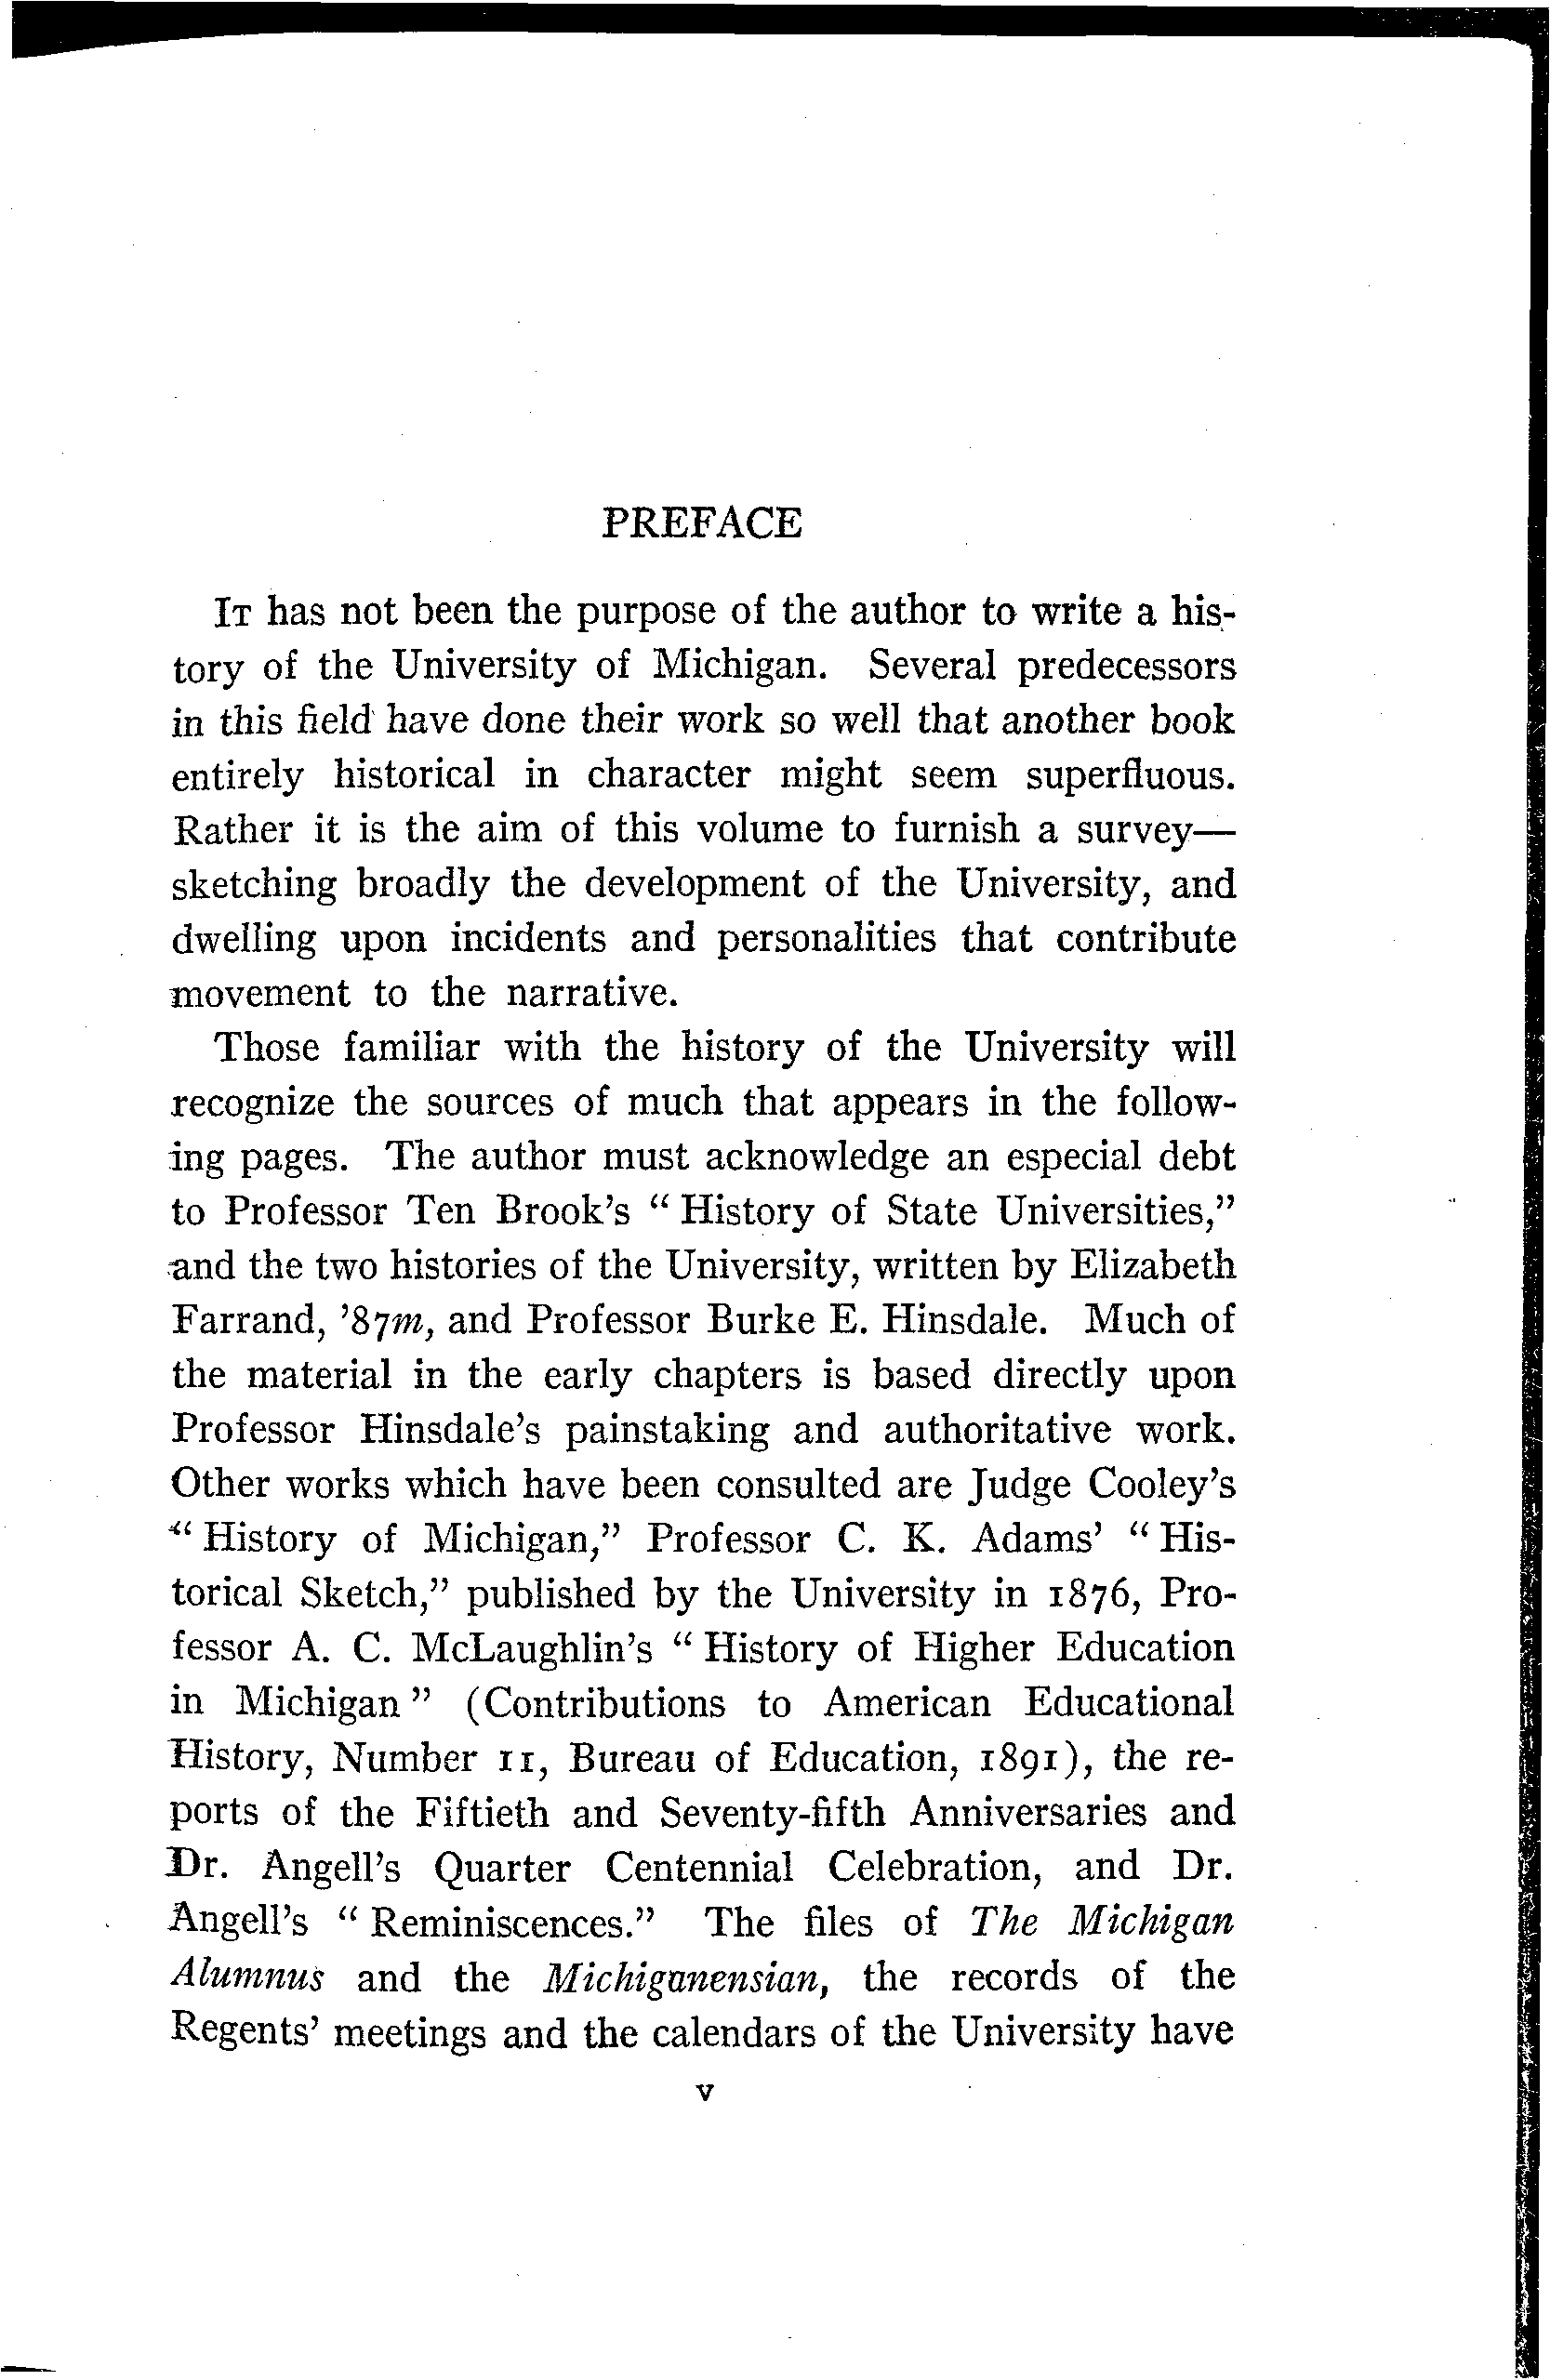 PREFACE
IT has not been the purpose of the author to write a his-
tory of the University of Michigan. Several predecessors
in this field have done their work so well that another book
entirely historical in character might seem superfluous.
Rather it is the aim of this volume to furnish a survey—
sketching broadly the development of the University, and
dwelling upon incidents and personalities that contribute
movement to the narrative.
Those familiar with the history of the University will
recognize the sources of much that appears in the follow-
ing pages. The author must acknowledge an especial debt
to Professor Ten Brook's “ History of State Universities,”
and the two histories of the University, written by Elizabeth
Farrand, '87m, and Professor Burke E. Hinsdale. Much of
the material in the early chapters is based directly upon
Professor Hinsdale's painstaking and authoritative work.
Other works which have been consulted are Judge Cooley's
“ History of Michigan,” Professor C. K. Adams' “ His-
torical Sketch,” published by the University in 1876, Pro-
fessor A. C. McLaughlin's “ History of Higher Education
in Michigan ” (Contributions to American Educational
History, Number 11, Bureau of Education, 1891), the re-
ports of the Fiftieth and Seventy-fifth Anniversaries and
Dr. Angell's Quarter Centennial Celebration, and Dr.
Angell's “ Reminiscences.” The files of The Michigan
Alumnus and the Michiganensian, the records of the
Regents' meetings and the calendars of the University have
v